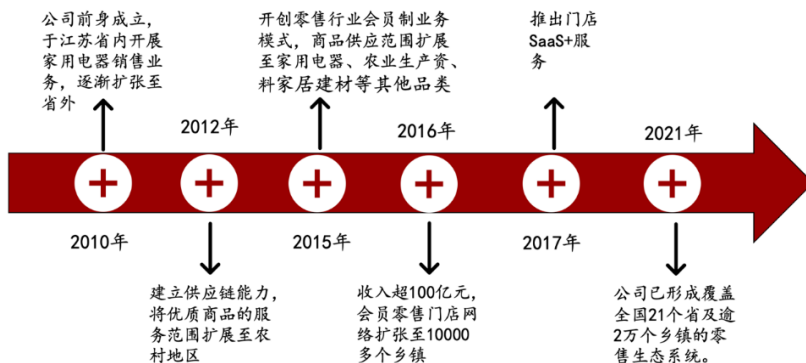 公司前身成立，
于江苏省内开展
家用电器销售业
务，逐渐扩张至
省外
2010年
2012年
建立供应链能力，
将优质商品的服
务范围扩展至农
村地区
开创零售行业会员制业务
模式，商品供应范围扩展
至家用电器、农业生产资、
料家居建材等其他品类
2015年
2016年
收入超100亿元，
会员零售门店网
络扩张至10000
多个乡镇
推出门店
SaaS+服
务
2017年
2021年
公司已形成覆盖
全国21个省及逾
2万个乡镇的零
售生态系统。